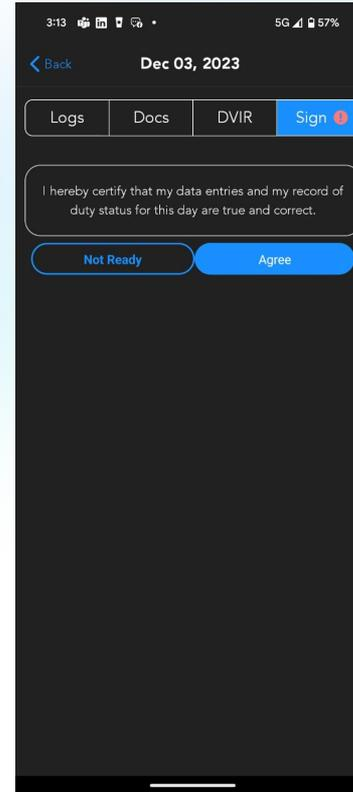 3:13 5G 57%
Back Dec 03, 2023
Logs Docs DVIR Sign !
I hereby certify that my data entries and my record of
duty status for this day are true and correct.
Not Ready Agree